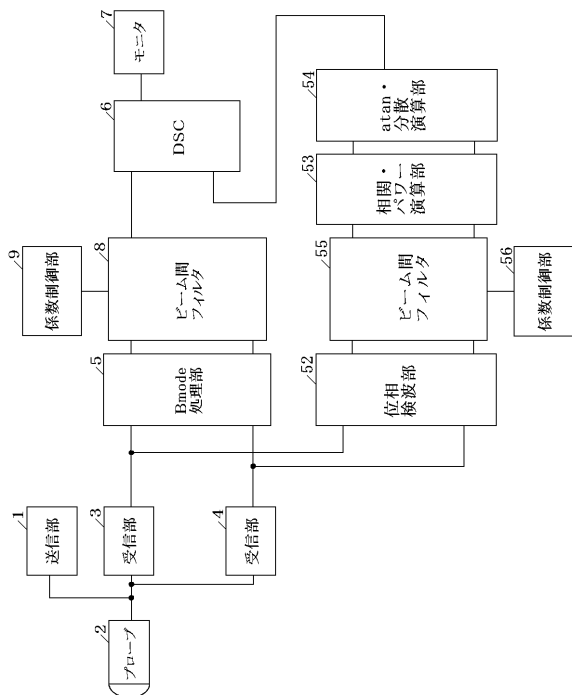 1
送信部
2
プローブ
3
受信部
4
受信部
5
Bmode
処理部
8
ビーム間
フィルタ
9
係数制御部
6
DSC
7
モニタ
52
位相
検波部
55
ビーム間
フィルタ
56
係数制御部
53
相関・
パワー
演算部
54
atan・
分散
演算部